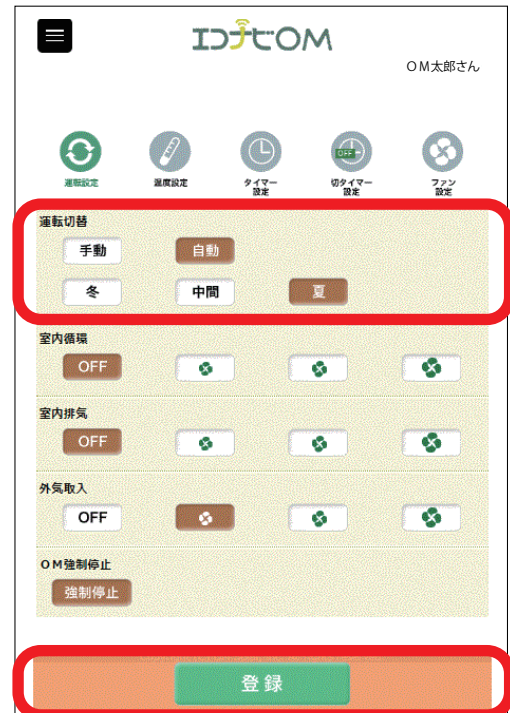 エコナビOM
OM太郎さん
OFF
運転設定 温度設定 タイマー設定 切タイマー設定 ファン設定
運転切替
手動 自動
冬 中間 夏
室内循環
OFF
室内排気
OFF
外気取入
OFF
OM強制停止
強制停止
登録